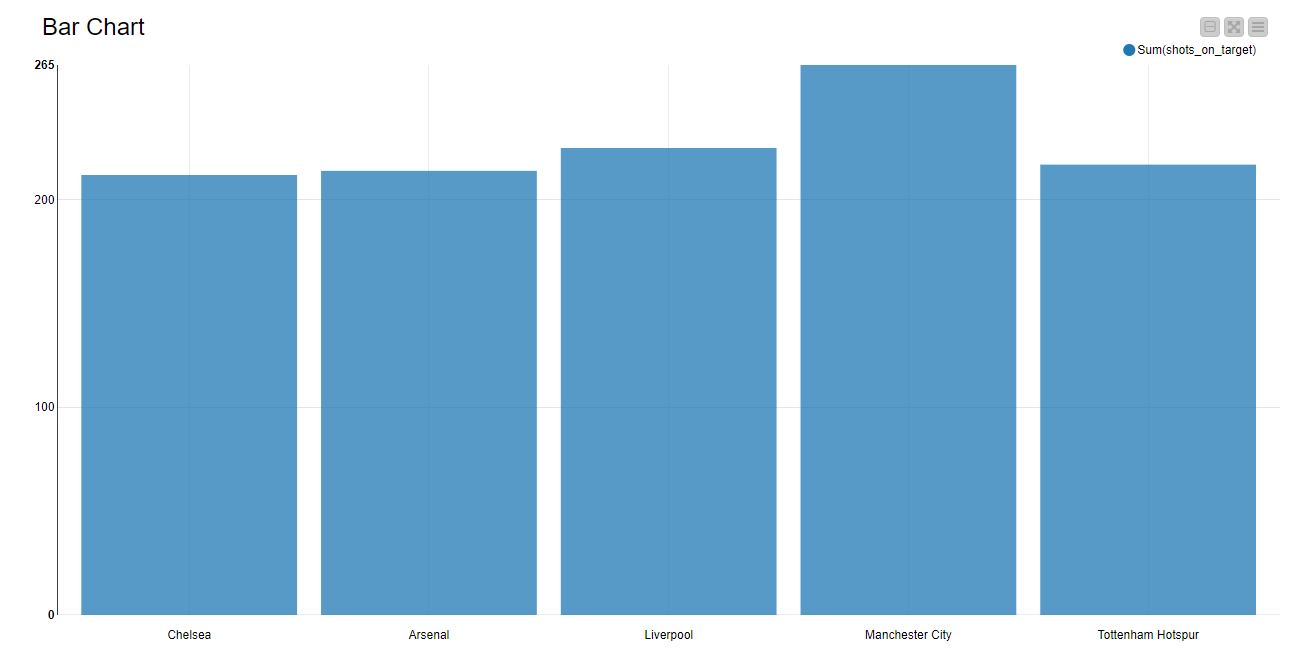 Bar Chart
Sum(shots_on_target)
265
200
100
0
Chelsea Arsenal Liverpool Manchester City Tottenham Hotspur